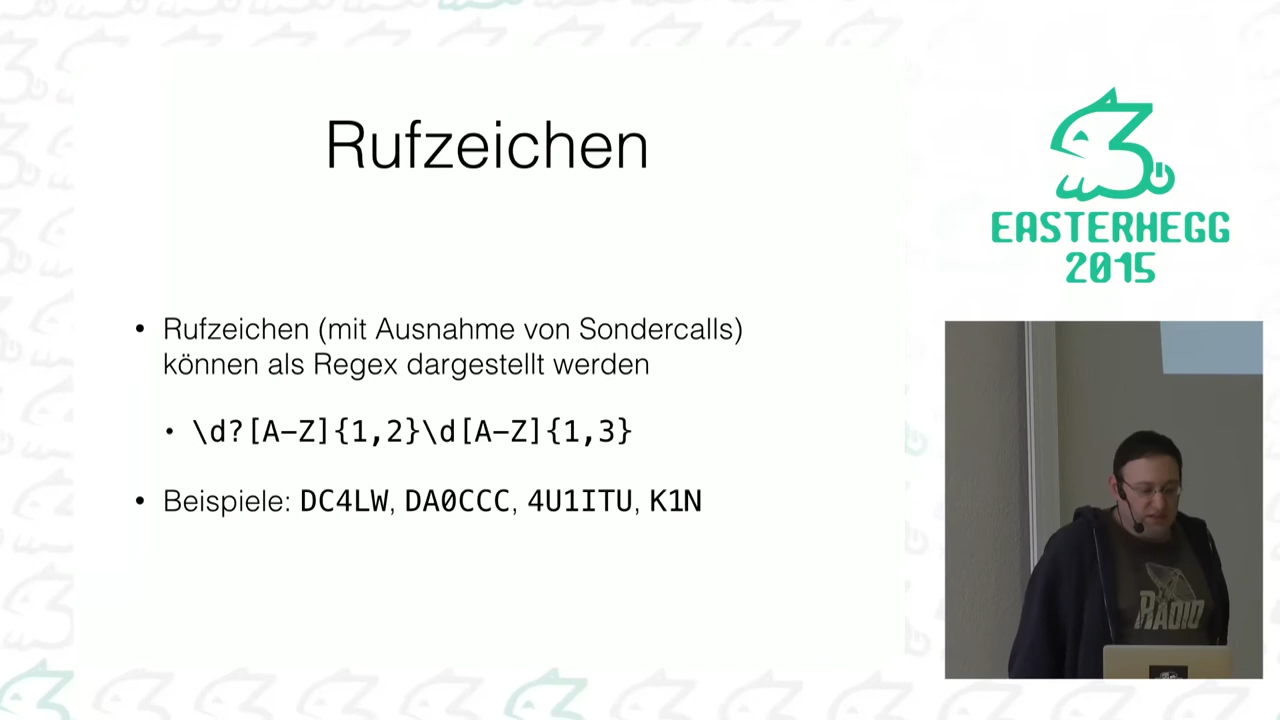 Rufzeichen
• Rufzeichen (mit Ausnahme von Sondercalls)
können als Regex dargestellt werden
• \d?[A-Z]{1,2}\d[A-Z]{1,3}
• Beispiele: DC4LW, DA0CCC, 4U1ITU, K1N
EASTERHEGG
2015
RADIO